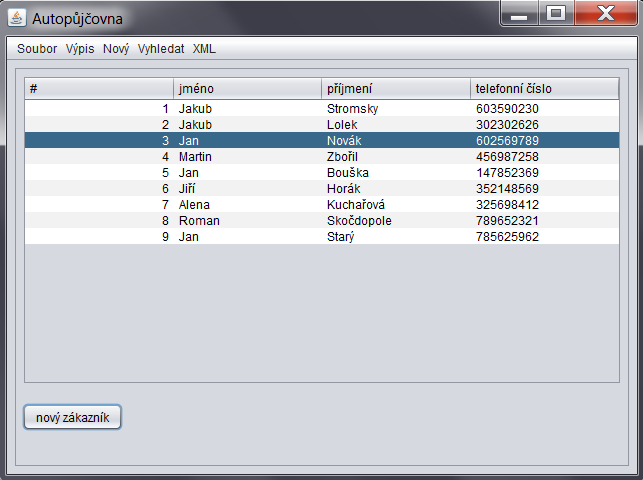 Autopůjčovna
Soubor Výpis Nový Vyhledat XML
# jméno příjmení telefonní číslo
1 Jakub Stromsky 603590230
2 Jakub Lolek 302302626
3 Jan Novák 602569789
4 Martin Zbořil 456987258
5 Jan Bouška 147852369
6 Jiří Horák 352148569
7 Alena Kuchařová 325698412
8 Roman Skočdopole 789652321
9 Jan Starý 785625962
nový zákazník